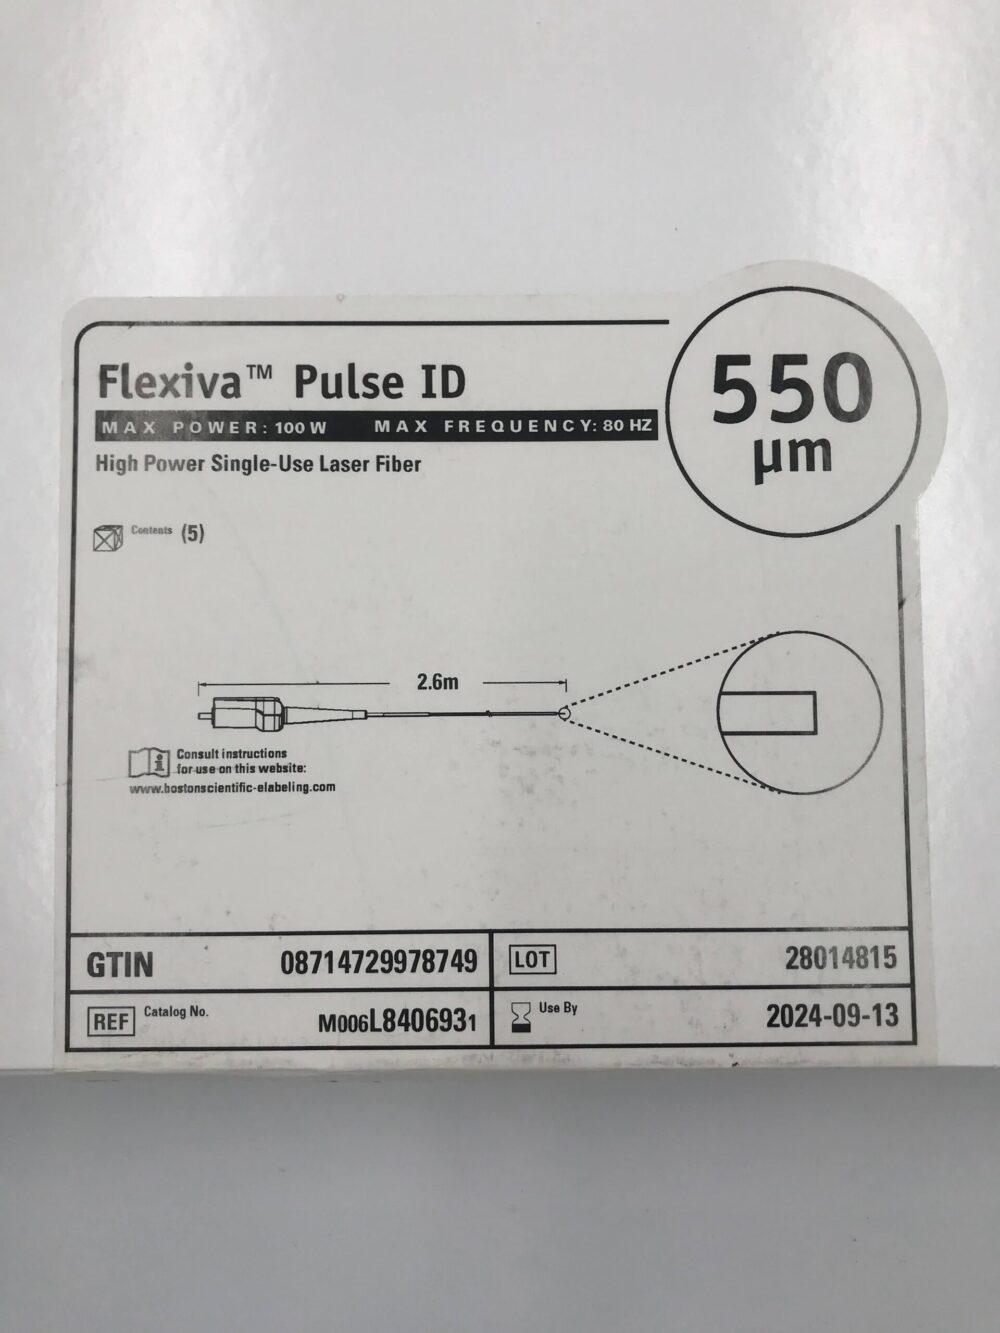 Flexiva™ Pulse ID
MAX POWER: 100 W MAX FREQUENCY: 80 HZ
High Power Single-Use Laser Fiber
550
µm
Contents (5)
2.6m
Consult instructions
for use on this website:
www.bostonscientific-elabeling.com
GTIN 08714729978749
LOT 28014815
REF Catalog No. M006L8406931
Use By 2024-09-13